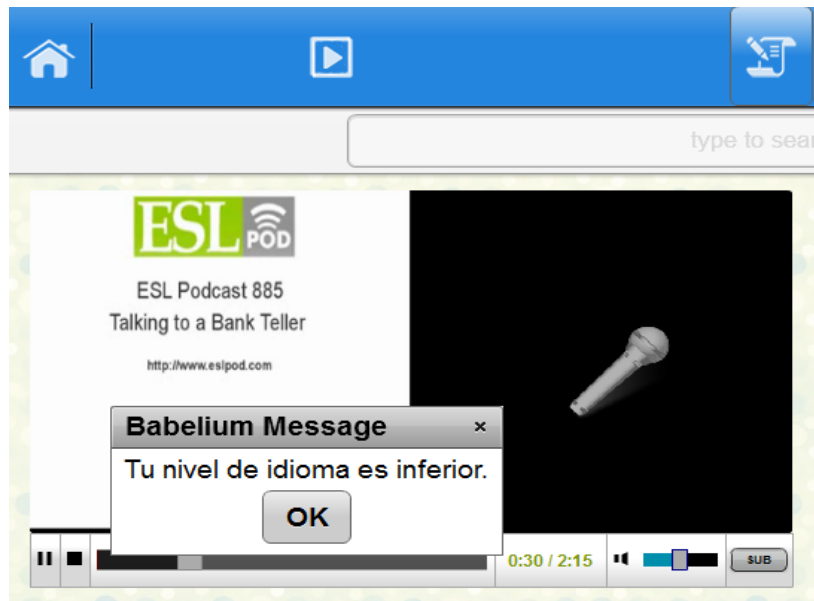 type to sear
ESL
POD
ESL Podcast 885
Talking to a Bank Teller
http://www.eslpod.com
Babelium Message ×
Tu nivel de idioma es inferior.
OK
0:30 / 2:15
SUB